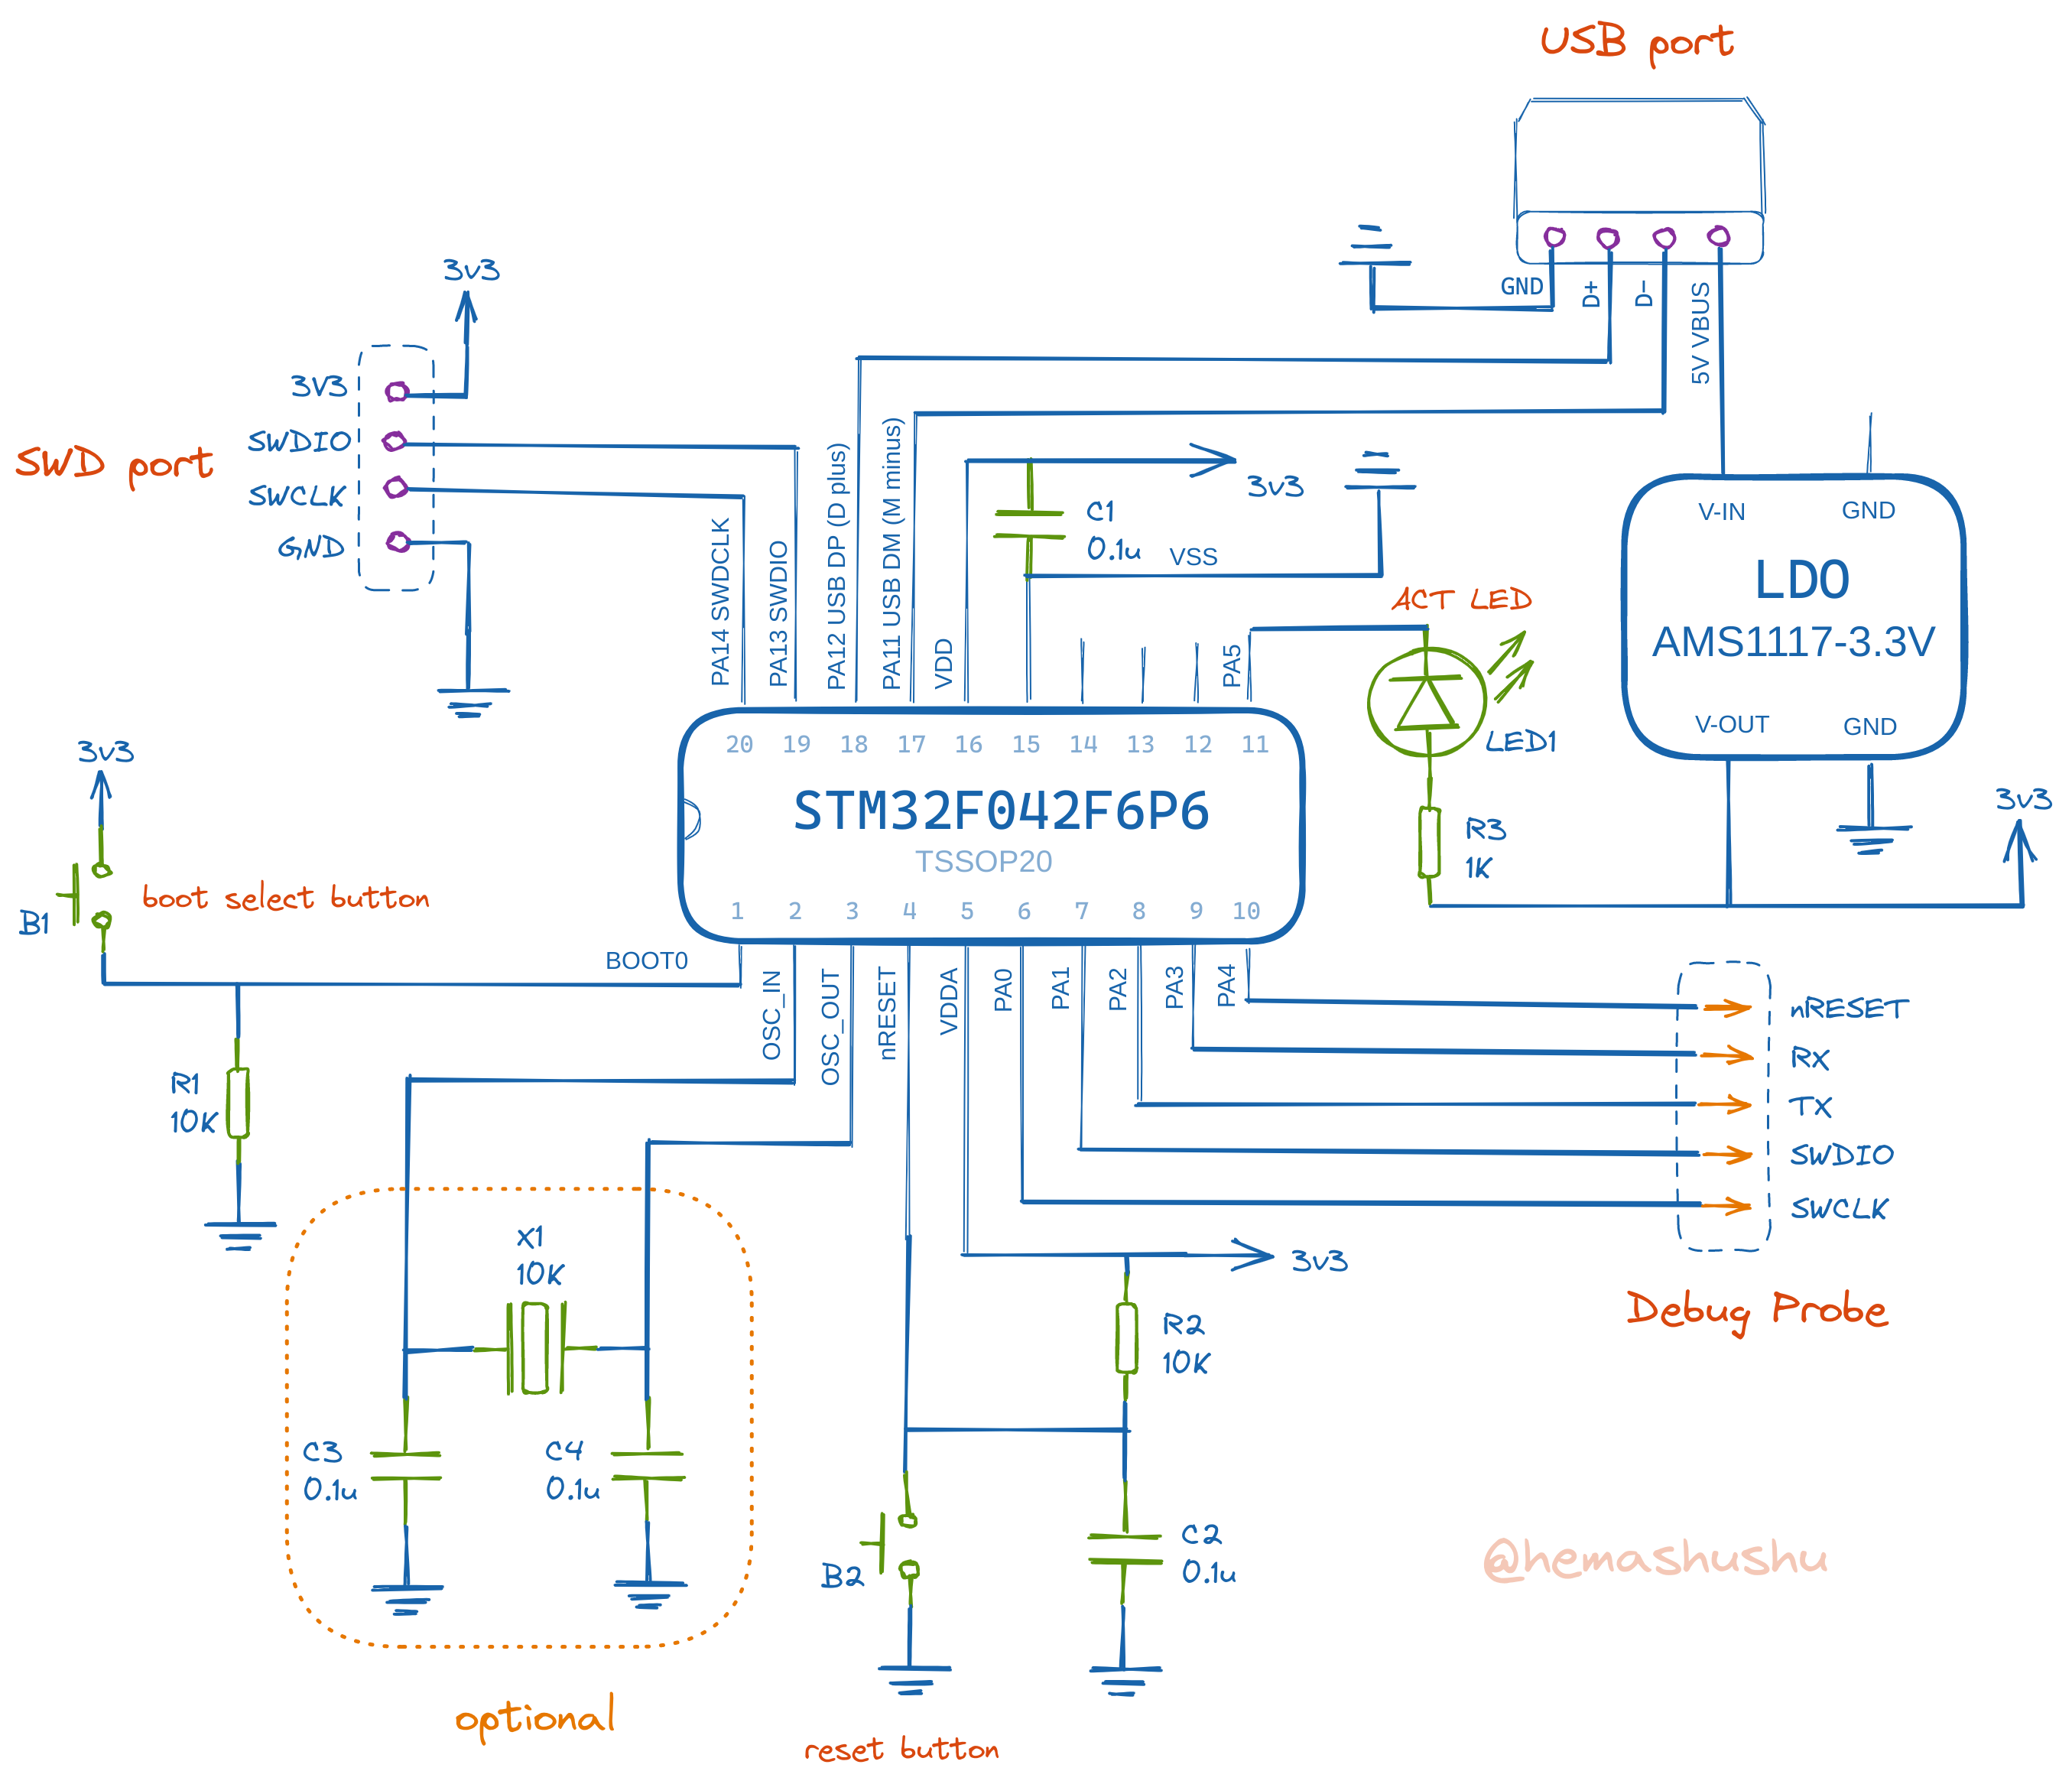 USB port
GND
D+
D-
5V VBUS
3v3
3V3
SWDIO
SWCLK
GND
SWD port
PA14 SWDCLK
PA13 SWDIO
PA12 USB DP (D plus)
PA11 USB DM (M minus)
VDD
3v3
C1
0.1u
VSS
PA5
ACT LED
LED1
R3
1K
V-IN
GND
LDO
AMS1117-3.3V
V-OUT
GND
3v3
20 19 18 17 16 15 14 13 12 11
STM32F042F6P6
TSSOP20
1 2 3 4 5 6 7 8 9 10
3v3
B1
boot select button
BOOT0
R1
10K
OSC_IN
OSC_OUT
nRESET
VDDA
PA0
PA1
PA2
PA3
PA4
nRESET
RX
TX
SWDIO
SWCLK
Debug Probe
3v3
X1
10K
C3
0.1u
C4
0.1u
optional
R2
10K
B2
C2
0.1u
reset button
@hemashushu